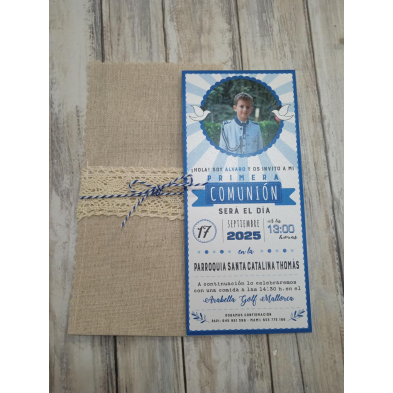 ¡HOLA! SOY ALVARO Y OS INVITO A MI
PRIMERA
COMUNIÓN
SERÁ EL DÍA
17 SEPTIEMBRE 2025 a las 13:00 horas
en la
PARROQUIA SANTA CATALINA THOMAS
A continuación lo celebraremos
con una comida a las 14:30 h. en el
Arabella Golf Mallorca
ROGAMOS CONFIRMACIÓN